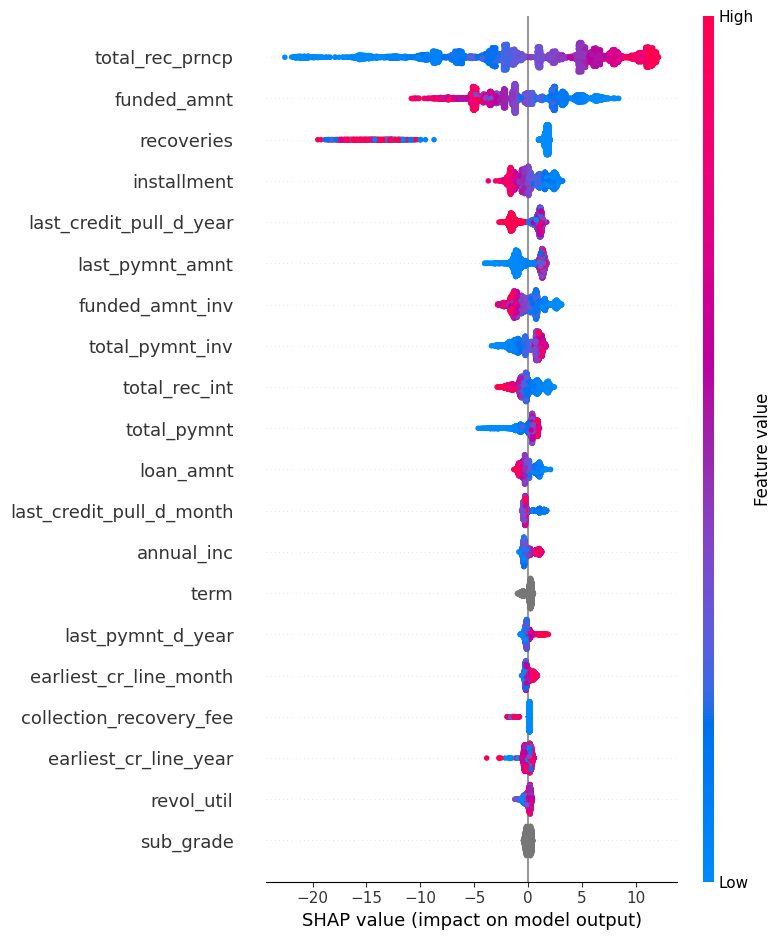 High
total_rec_prncp
funded_amnt
recoveries
installment
last_credit_pull_d_year
last_pymnt_amnt
funded_amnt_inv
total_pymnt_inv
total_rec_int
total_pymnt
loan_amnt
last_credit_pull_d_month
annual_inc
term
last_pymnt_d_year
earliest_cr_line_month
collection_recovery_fee
earliest_cr_line_year
revol_util
sub_grade
Feature value
Low
−20 −15 −10 −5 0 5 10
SHAP value (impact on model output)